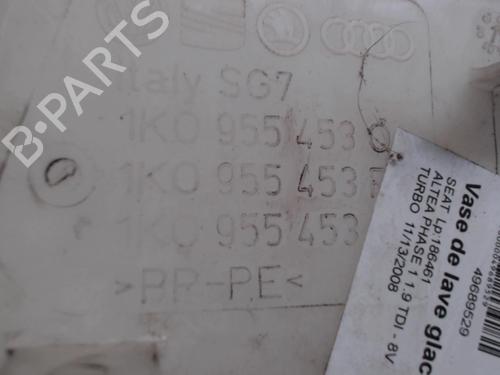 Italy SG7
1K0 955 453 Q
1K0 955 453
1K0 955 453
>PP-PE<
B-PARTS
Vase de lave glac
49689529
SEAT Lp:186461
ALTEA PHASE 1 1.9 TDI - 8V
TURBO 11/13/2008